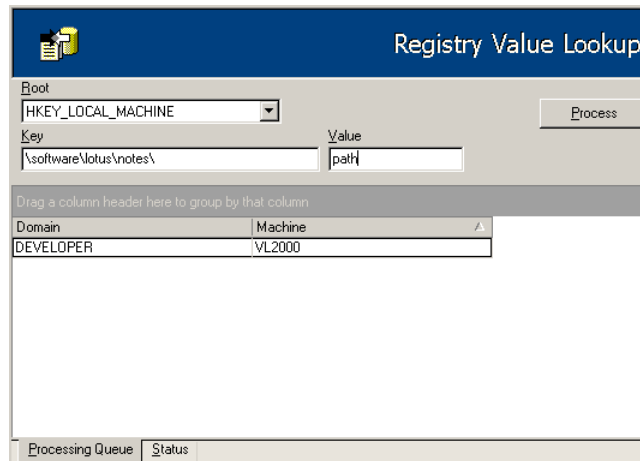 Registry Value Lookup
Root
HKEY_LOCAL_MACHINE
Process
Key Value
\software\lotus\notes\ path
Drag a column header here to group by that column
Domain Machine
DEVELOPER VL2000
Processing Queue Status